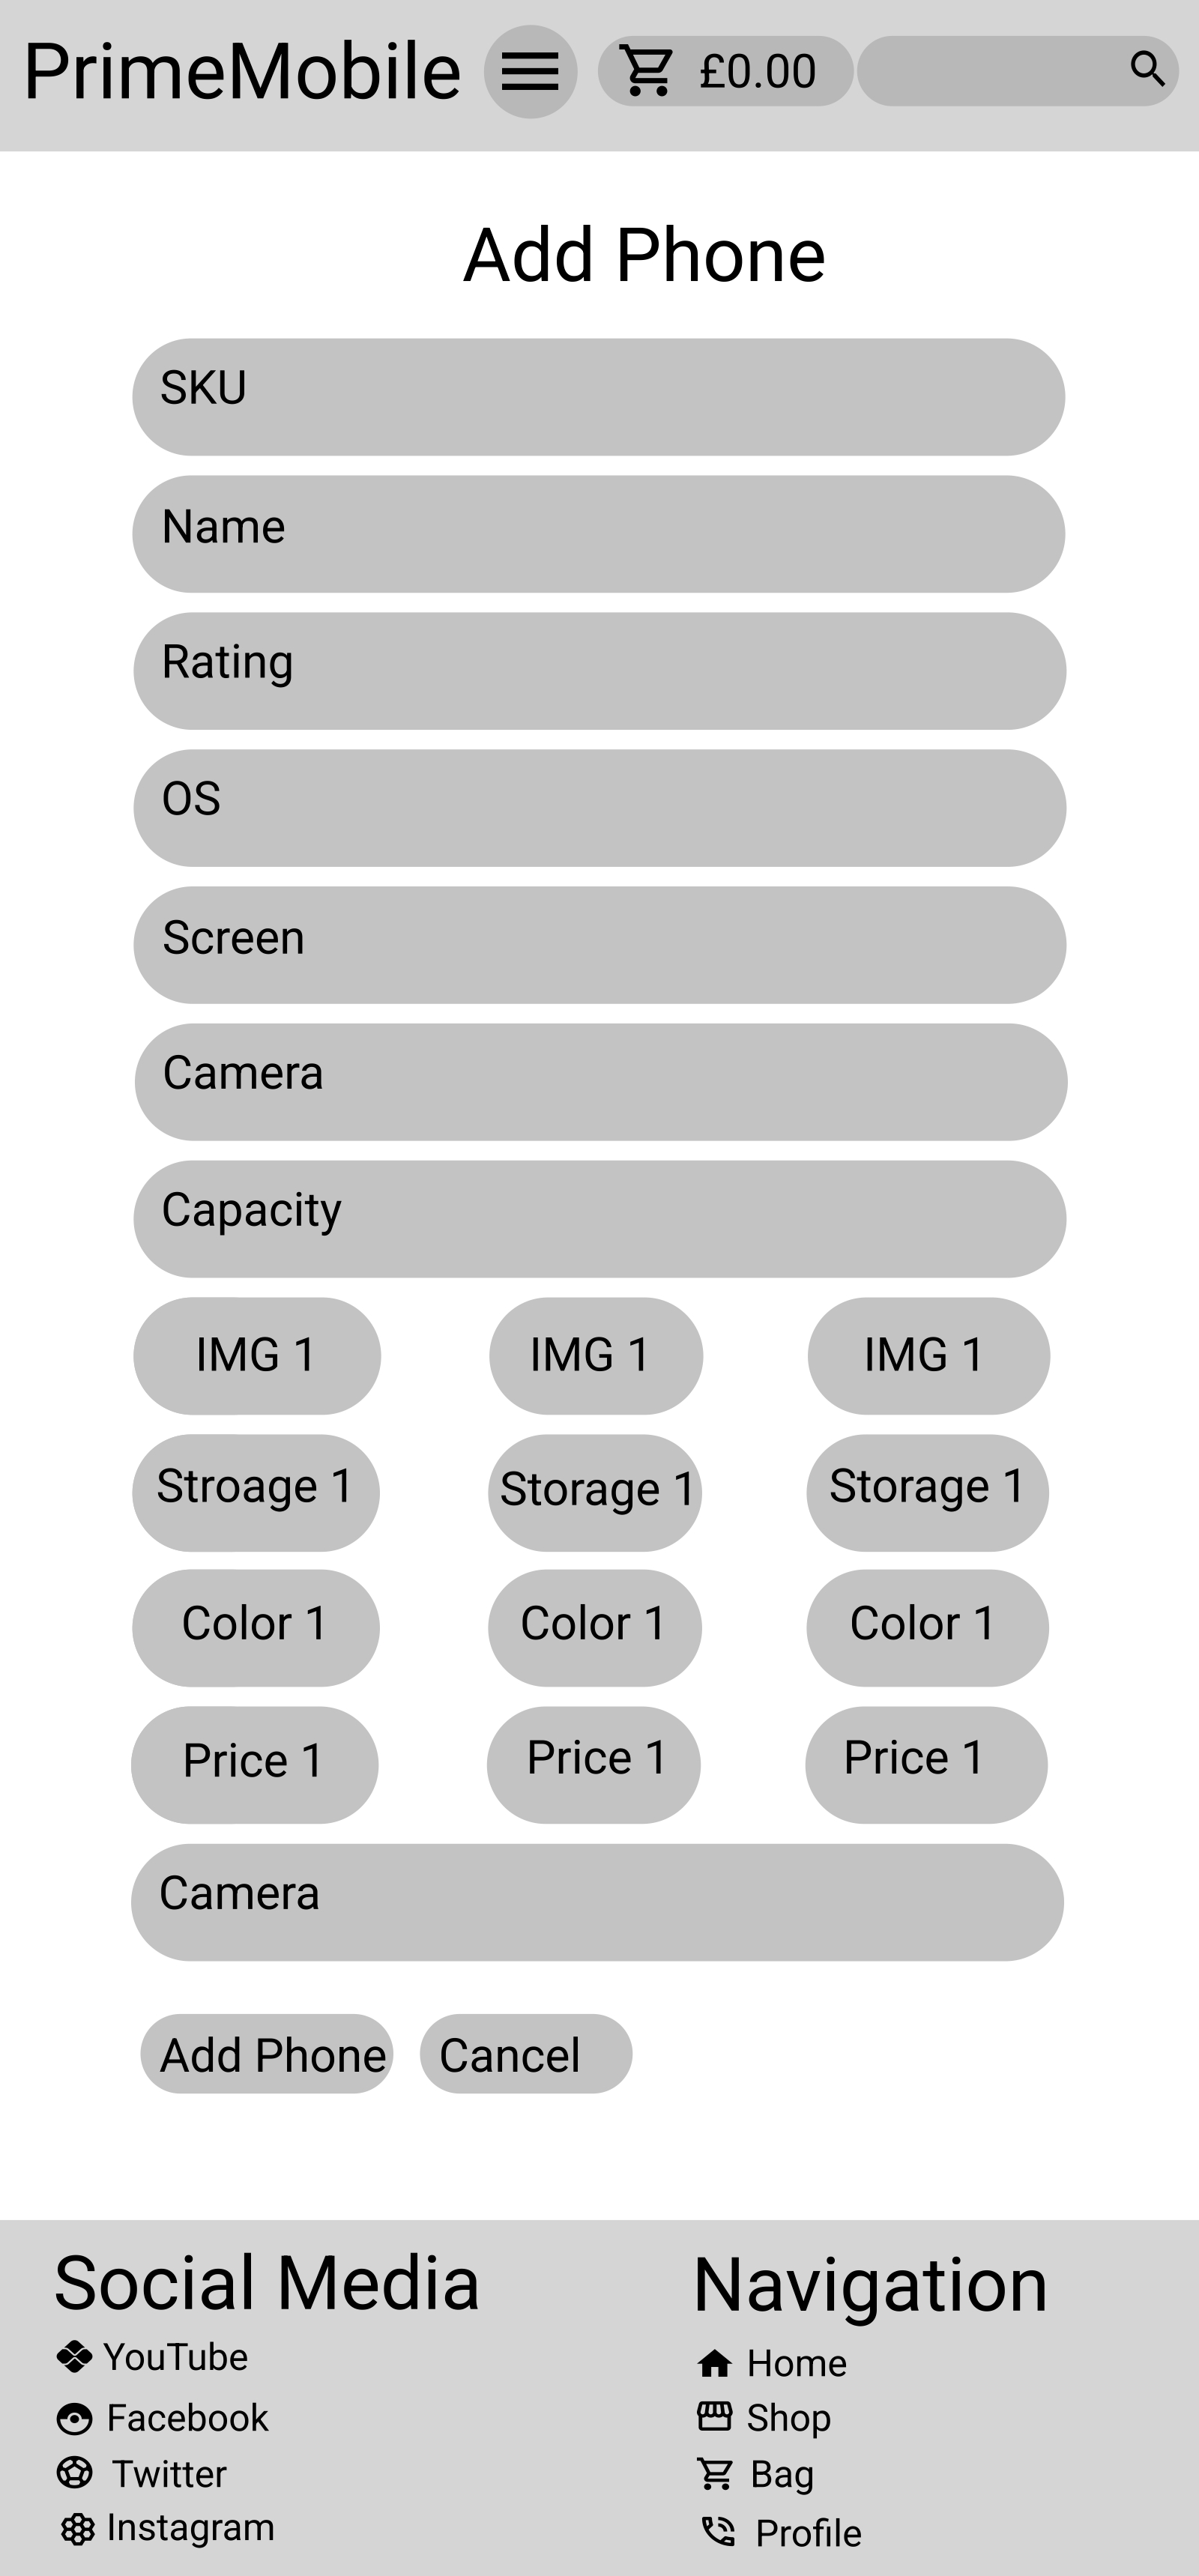 PrimeMobile £0.00
Add Phone
SKU
Name
Rating
OS
Screen
Camera
Capacity
IMG 1 IMG 1 IMG 1
Stroage 1 Storage 1 Storage 1
Color 1 Color 1 Color 1
Price 1 Price 1 Price 1
Camera
Add Phone Cancel
Social Media
YouTube
Facebook
Twitter
Instagram
Navigation
Home
Shop
Bag
Profile